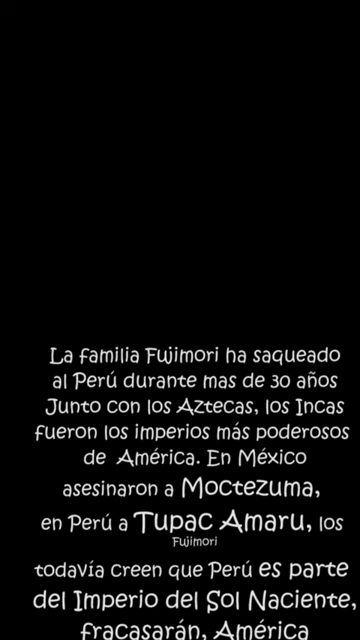 La familia Fujimori ha saqueado
al Perú durante mas de 30 años
Junto con los Aztecas, los Incas
fueron los imperios más poderosos
de América. En México
asesinaron a Moctezuma,
en Perú a Tupac Amaru, los
Fujimori
todavía creen que Perú es parte
del Imperio del Sol Naciente,
fracasarán, América